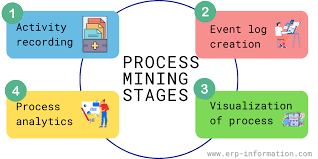 1
Activity
recording
2
Event log
creation
PROCESS
MINING
STAGES
4
Process
analytics
3
Visualization
of process
www.erp-information.com